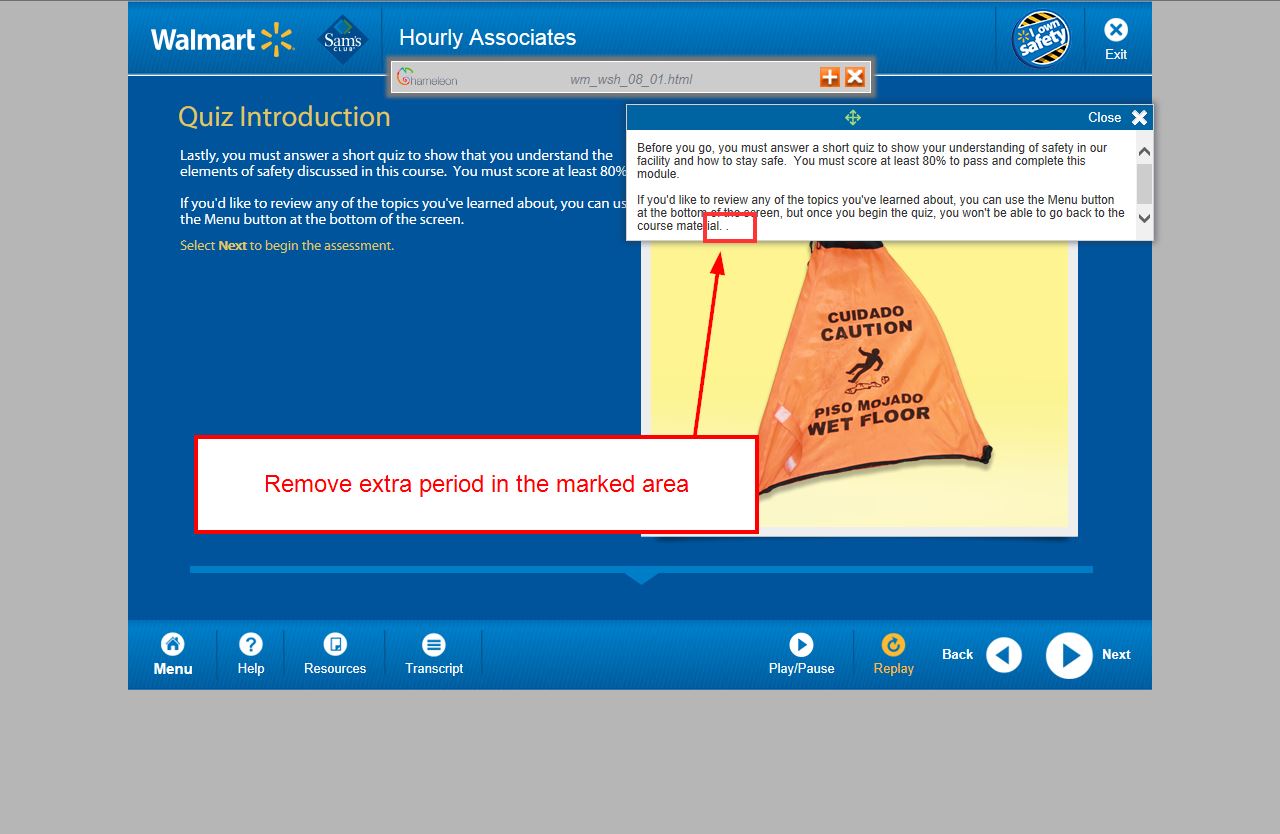 Walmart
Sam's
CLUB
Hourly Associates
I own
safety
Exit
Chameleon
wm_wsh_08_01.html
Quiz Introduction
Lastly, you must answer a short quiz to show that you understand the
elements of safety discussed in this course.  You must score at least 80%
If you'd like to review any of the topics you've learned about, you can us
the Menu button at the bottom of the screen.
Select Next to begin the assessment.
Close
Before you go, you must answer a short quiz to show your understanding of safety in our
facility and how to stay safe.  You must score at least 80% to pass and complete this
module.
If you'd like to review any of the topics you've learned about, you can use the Menu button
at the bottom of the screen, but once you begin the quiz, you won't be able to go back to the
course material. .
CUIDADO
CAUTION
PISO MOJADO
WET FLOOR
Remove extra period in the marked area
Menu
Help
Resources
Transcript
Play/Pause
Replay
Back
Next